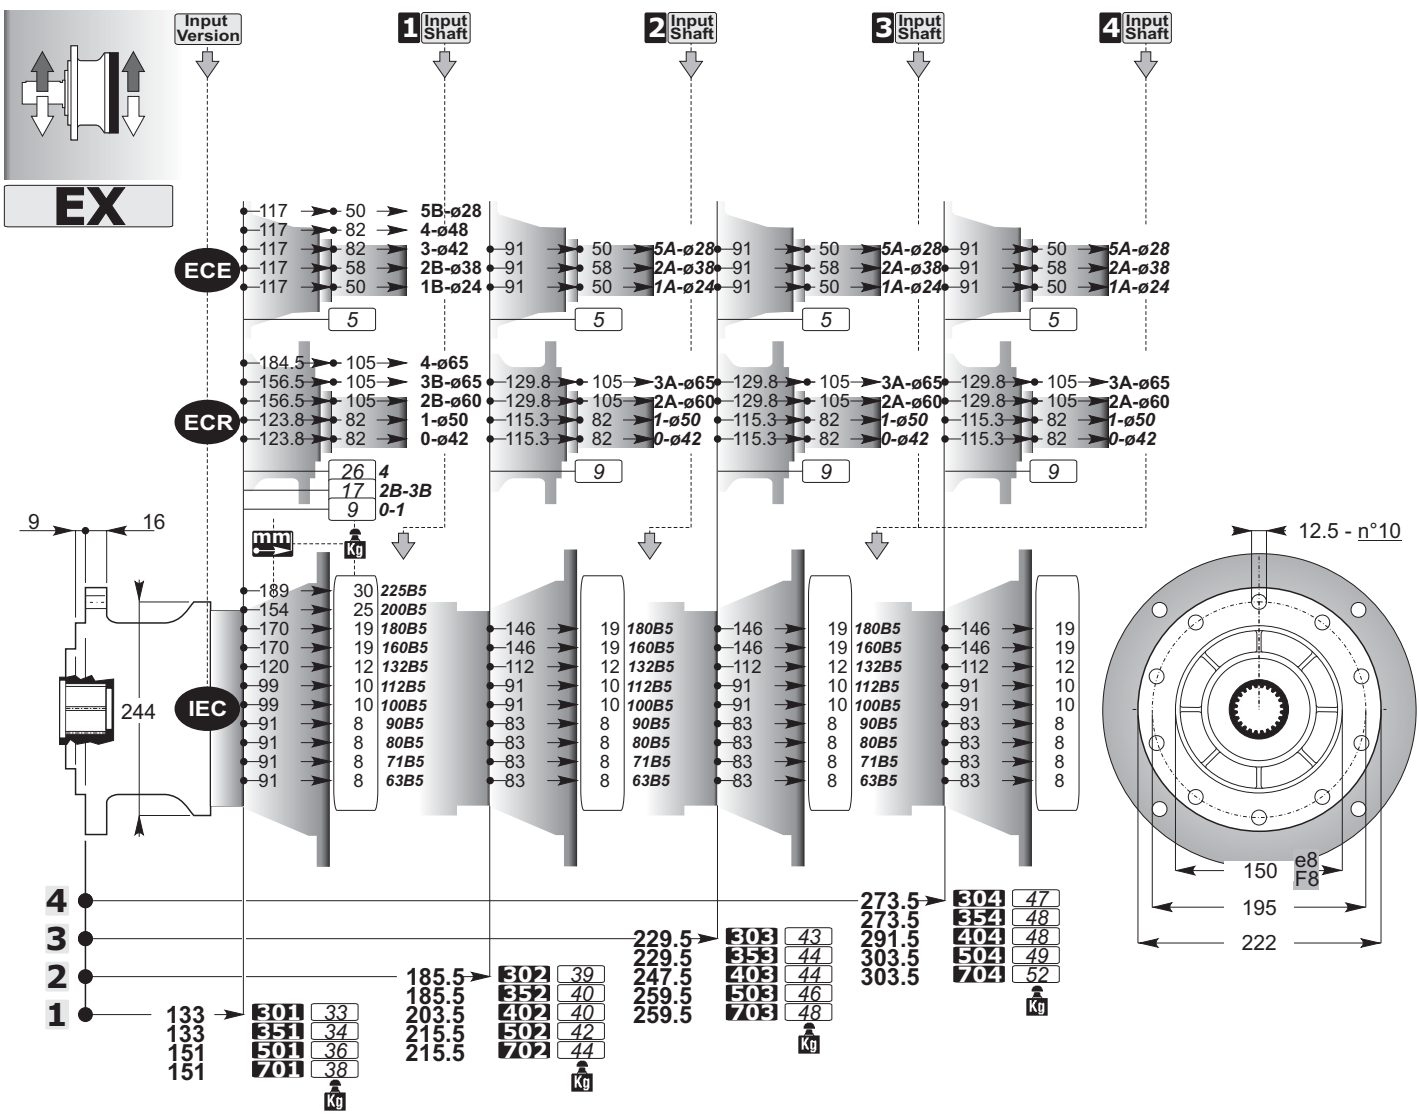 Input Version
1 Input Shaft
2 Input Shaft
3 Input Shaft
4 Input Shaft
EX
ECE
117 50 5B-ø28
117 82 4-ø48
117 82 3-ø42 91 50 5A-ø28 91 50 5A-ø28 91 50 5A-ø28
117 58 2B-ø38 91 58 2A-ø38 91 58 2A-ø38 91 58 2A-ø38
117 50 1B-ø24 91 50 1A-ø24 91 50 1A-ø24 91 50 1A-ø24
5 5 5 5
ECR
184.5 105 4-ø65
156.5 105 3B-ø65 129.8 105 3A-ø65 129.8 105 3A-ø65 129.8 105 3A-ø65
156.5 105 2B-ø60 129.8 105 2A-ø60 129.8 105 2A-ø60 129.8 105 2A-ø60
123.8 82 1-ø50 115.3 82 1-ø50 115.3 82 1-ø50 115.3 82 1-ø50
123.8 82 0-ø42 115.3 82 0-ø42 115.3 82 0-ø42 115.3 82 0-ø42
26 4 9 9 9
17 2B-3B
9 0-1
9 16
mm Kg
12.5 - n°10
IEC
244
189 30 225B5
154 25 200B5
170 19 180B5 146 19 180B5 146 19 180B5 146 19
170 19 160B5 146 19 160B5 146 19 160B5 146 19
120 12 132B5 112 12 132B5 112 12 132B5 112 12
99 10 112B5 91 10 112B5 91 10 112B5 91 10
99 10 100B5 91 10 100B5 91 10 100B5 91 10
91 8 90B5 83 8 90B5 83 8 90B5 83 8
91 8 80B5 83 8 80B5 83 8 80B5 83 8
91 8 71B5 83 8 71B5 83 8 71B5 83 8
91 8 63B5 83 8 63B5 83 8 63B5 83 8
150 e8 F8
195
222
4
273.5 304 47
273.5 354 48
291.5 404 48
303.5 504 49
303.5 704 52
Kg
3
229.5 303 43
229.5 353 44
247.5 403 44
259.5 503 46
259.5 703 48
Kg
2
185.5 302 39
185.5 352 40
203.5 402 40
215.5 502 42
215.5 702 44
Kg
1
133 301 33
133 351 34
151 501 36
151 701 38
Kg